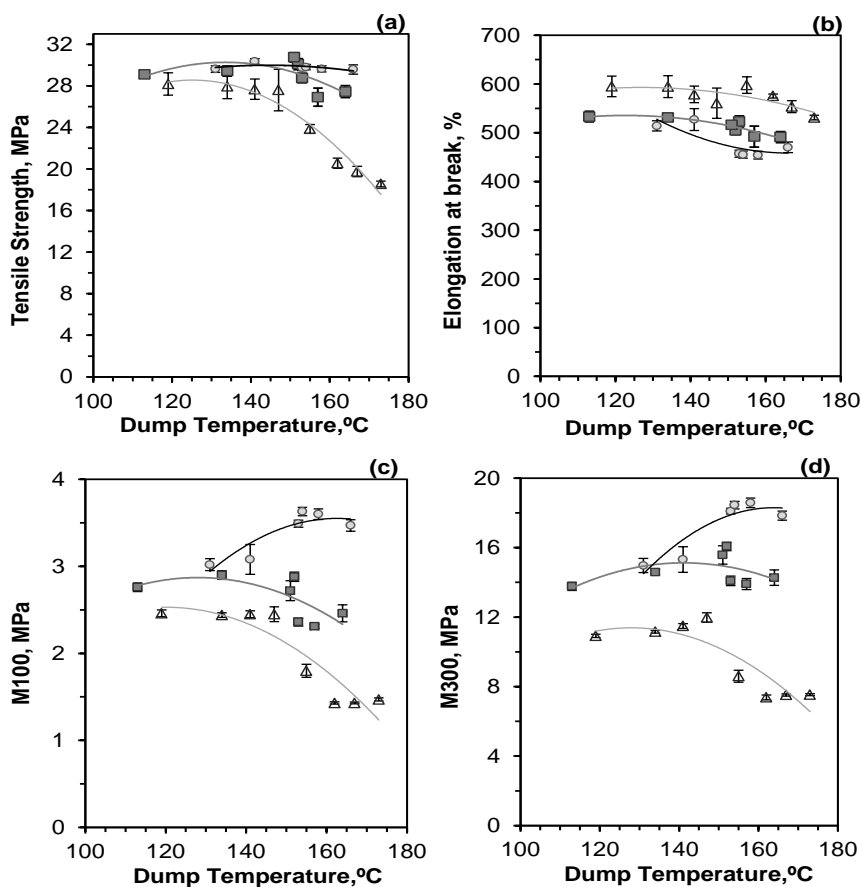 (a)
32
28
24
20
16
12
8
4
0
Tensile Strength, MPa
100 120 140 160 180
Dump Temperature,ºC
(b)
700
600
500
400
300
200
100
0
Elongation at break, %
100 120 140 160 180
Dump Temperature,ºC
(c)
4
3
2
1
0
M100, MPa
100 120 140 160 180
Dump Temperature,ºC
(d)
20
16
12
8
4
0
M300, MPa
100 120 140 160 180
Dump Temperature,ºC